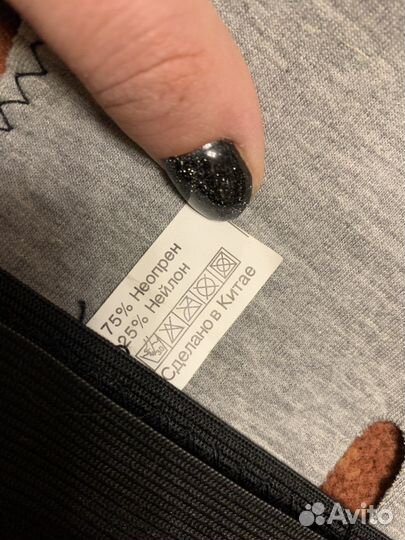 75% Неопрен
25% Нейлон
Сделано в Китае
Avito